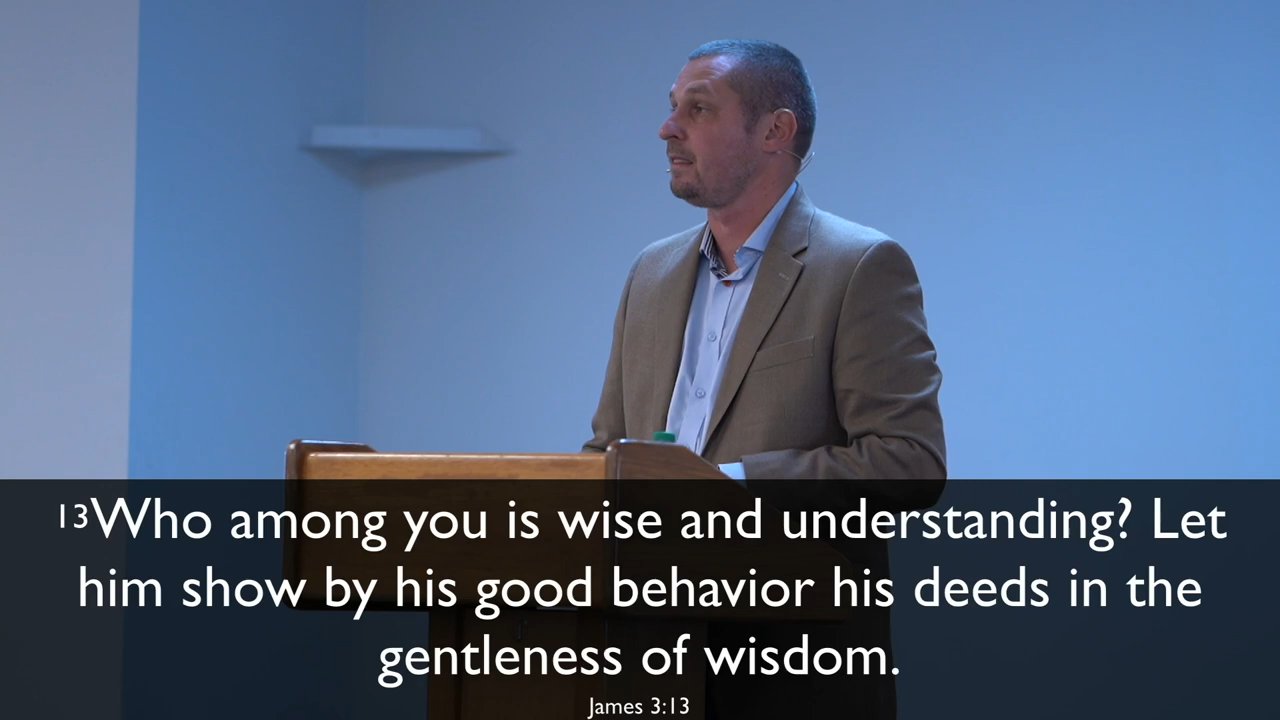 ¹³Who among you is wise and understanding? Let
him show by his good behavior his deeds in the
gentleness of wisdom.
James 3:13